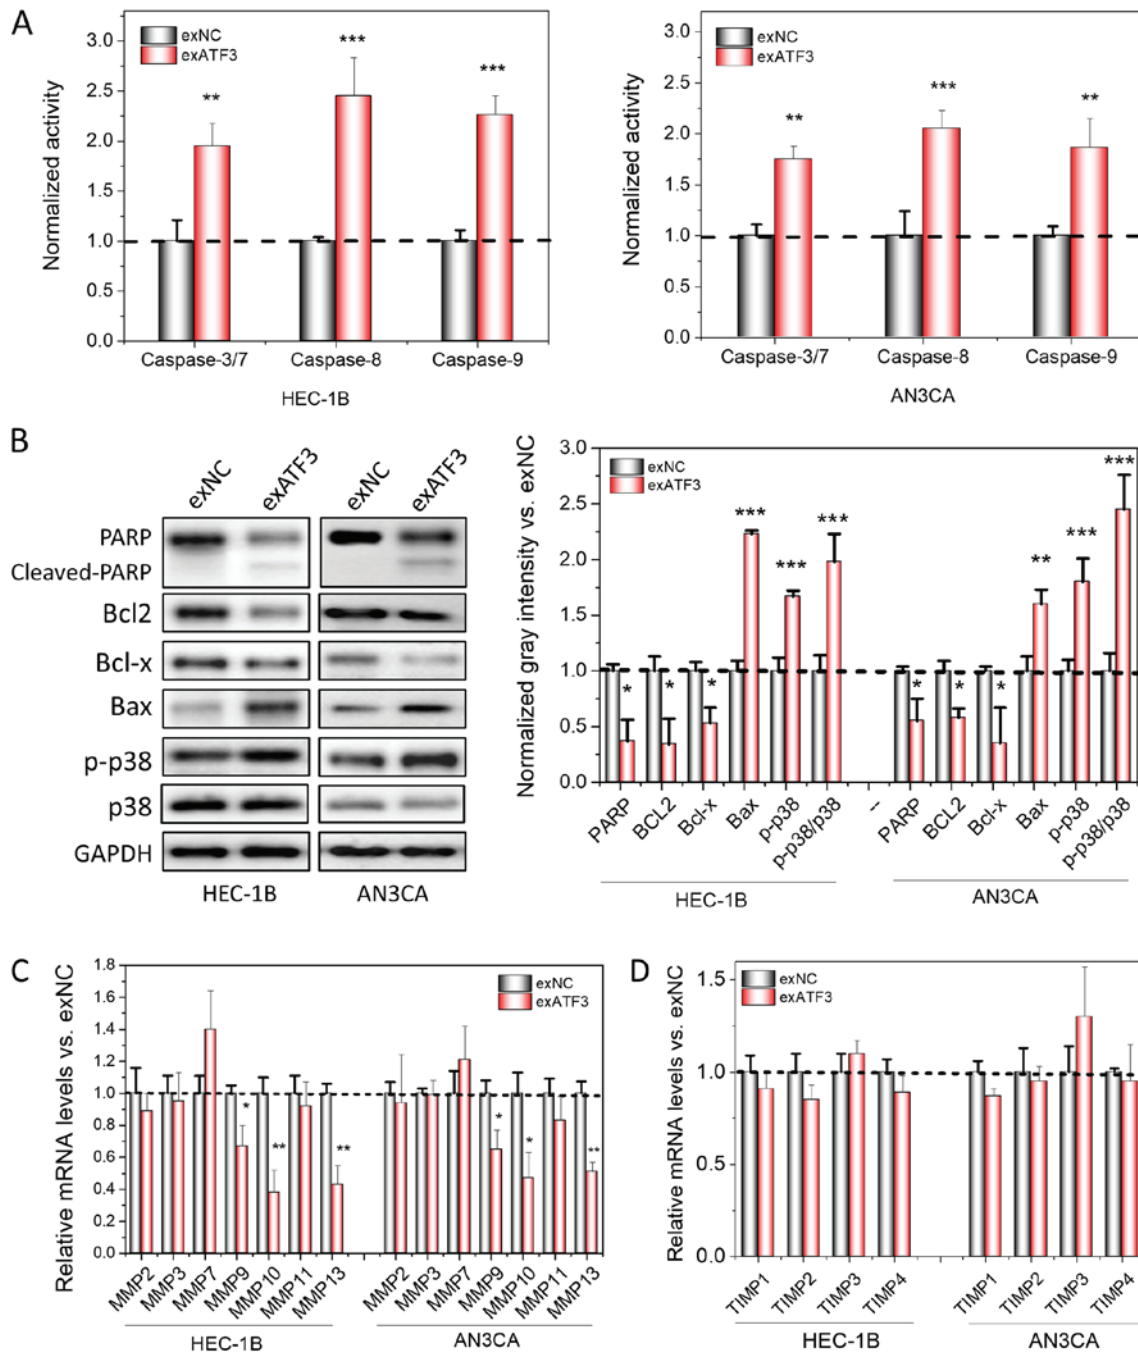 A
exNC
exATF3
Normalized activity
3.0
2.5
2.0
1.5
1.0
0.5
0.0
**
***
***
Caspase-3/7 Caspase-8 Caspase-9
HEC-1B
exNC
exATF3
Normalized activity
3.0
2.5
2.0
1.5
1.0
0.5
0.0
**
***
**
Caspase-3/7 Caspase-8 Caspase-9
AN3CA
B
exNC exATF3 exNC exATF3
PARP
Cleaved-PARP
Bcl2
Bcl-x
Bax
p-p38
p38
GAPDH
HEC-1B AN3CA
Normalized gray intensity vs. exNC
3.0
2.5
2.0
1.5
1.0
0.5
0.0
exNC
exATF3
* * * *** *** *** * * * ** *** ***
PARP BCL2 Bcl-x Bax p-p38 p-p38/p38 -- PARP BCL2 Bcl-x Bax p-p38 p-p38/p38
HEC-1B AN3CA
C
Relative mRNA levels vs. exNC
1.8
1.6
1.4
1.2
1.0
0.8
0.6
0.4
0.2
0.0
exNC
exATF3
* ** ** * * **
MMP2 MMP3 MMP7 MMP9 MMP10 MMP11 MMP13 MMP2 MMP3 MMP7 MMP9 MMP10 MMP11 MMP13
HEC-1B AN3CA
D
Relative mRNA levels vs. exNC
1.5
1.0
0.5
0.0
exNC
exATF3
TIMP1 TIMP2 TIMP3 TIMP4 TIMP1 TIMP2 TIMP3 TIMP4
HEC-1B AN3CA